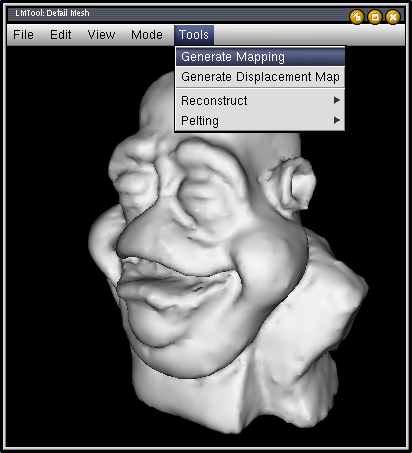 LMTool: Detail Mesh
File Edit View Mode Tools
Generate Mapping
Generate Displacement Map
Reconstruct
Pelting